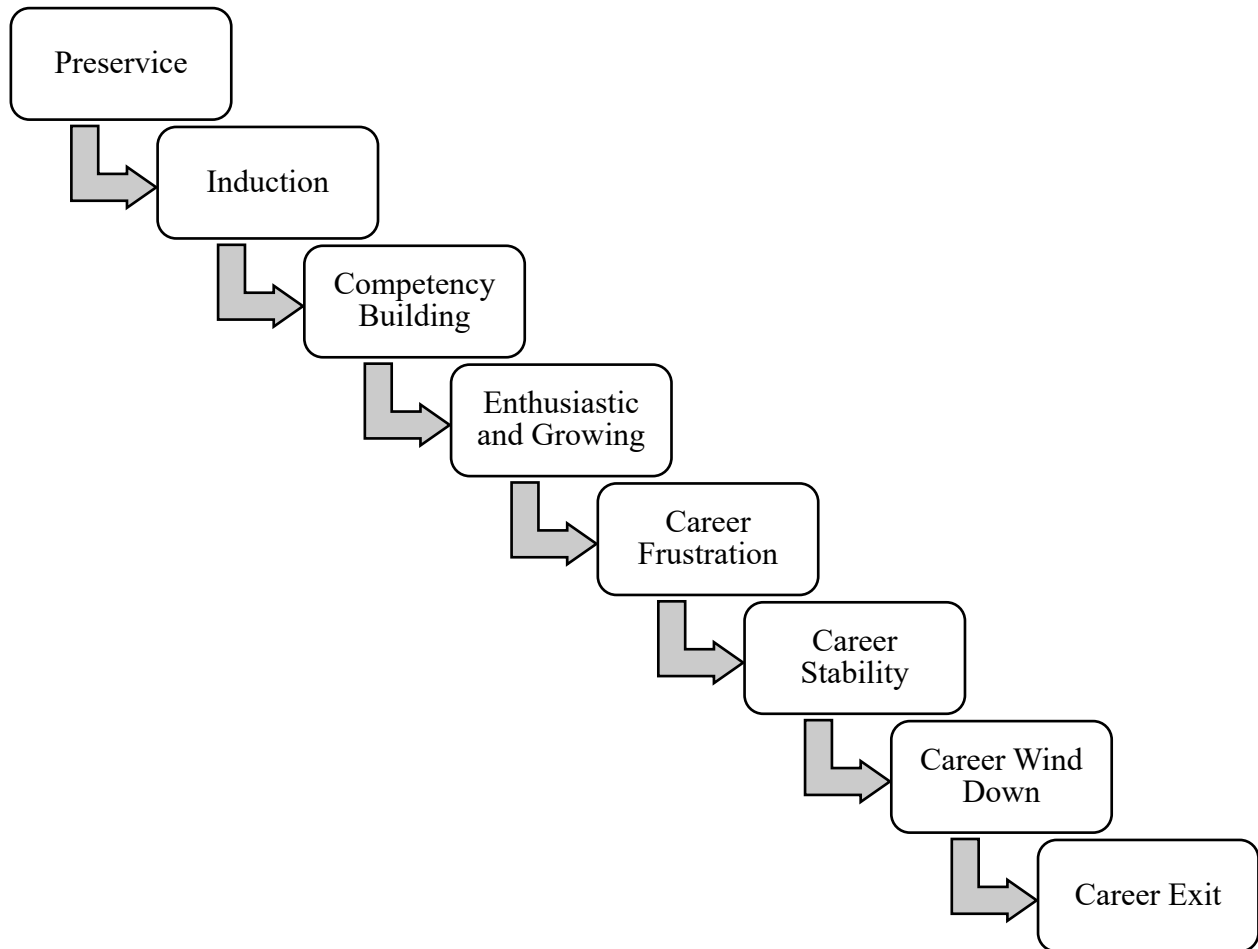 Preservice
Induction
Competency
Building
Enthusiastic
and Growing
Career
Frustration
Career
Stability
Career Wind
Down
Career Exit